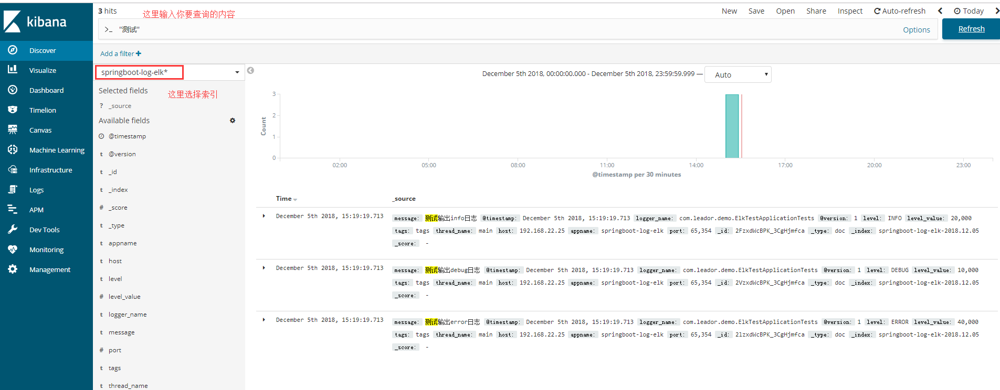 3 hits
这里输入你要查询的内容
New Save Open Share Inspect Auto-refresh Today
kibana
>_ "测试" Options Refresh
Discover
Visualize
Dashboard
Timelion
Canvas
Machine Learning
Infrastructure
Logs
APM
Dev Tools
Monitoring
Management
Add a filter +
springboot-log-elk*
这里选择索引
Selected fields
? _source
Available fields
@timestamp
t @version
t _id
t _index
# _score
t _type
t appname
t host
t level
# level_value
t logger_name
t message
# port
t tags
t thread_name
December 5th 2018, 00:00:00.000 - December 5th 2018, 23:59:59.999 — Auto
Count
3
2
1
0
02:00 05:00 08:00 11:00 14:00 17:00 20:00 23:00
@timestamp per 30 minutes
Time _source
December 5th 2018, 15:19:19.713 message: 测试输出info日志 @timestamp: December 5th 2018, 15:19:19.713 logger_name: com.leador.demo.ElkTestApplicationTests @version: 1 level: INFO level_value: 20,000
tags: tags thread_name: main host: 192.168.22.25 appname: springboot-log-elk port: 65,354 _id: 2FzxdWcBPK_3CgHjmfca _type: doc _index: springboot-log-elk-2018.12.05
_score: -
December 5th 2018, 15:19:19.713 message: 测试输出debug日志 @timestamp: December 5th 2018, 15:19:19.713 logger_name: com.leador.demo.ElkTestApplicationTests @version: 1 level: DEBUG level_value: 10,000
tags: tags thread_name: main host: 192.168.22.25 appname: springboot-log-elk port: 65,354 _id: 2VzxdWcBPK_3CgHjmfca _type: doc _index: springboot-log-elk-2018.12.05
_score: -
December 5th 2018, 15:19:19.713 message: 测试输出error日志 @timestamp: December 5th 2018, 15:19:19.713 logger_name: com.leador.demo.ElkTestApplicationTests @version: 1 level: ERROR level_value: 40,000
tags: tags thread_name: main host: 192.168.22.25 appname: springboot-log-elk port: 65,354 _id: 2lzxdWcBPK_3CgHjmfca _type: doc _index: springboot-log-elk-2018.12.05
_score: -